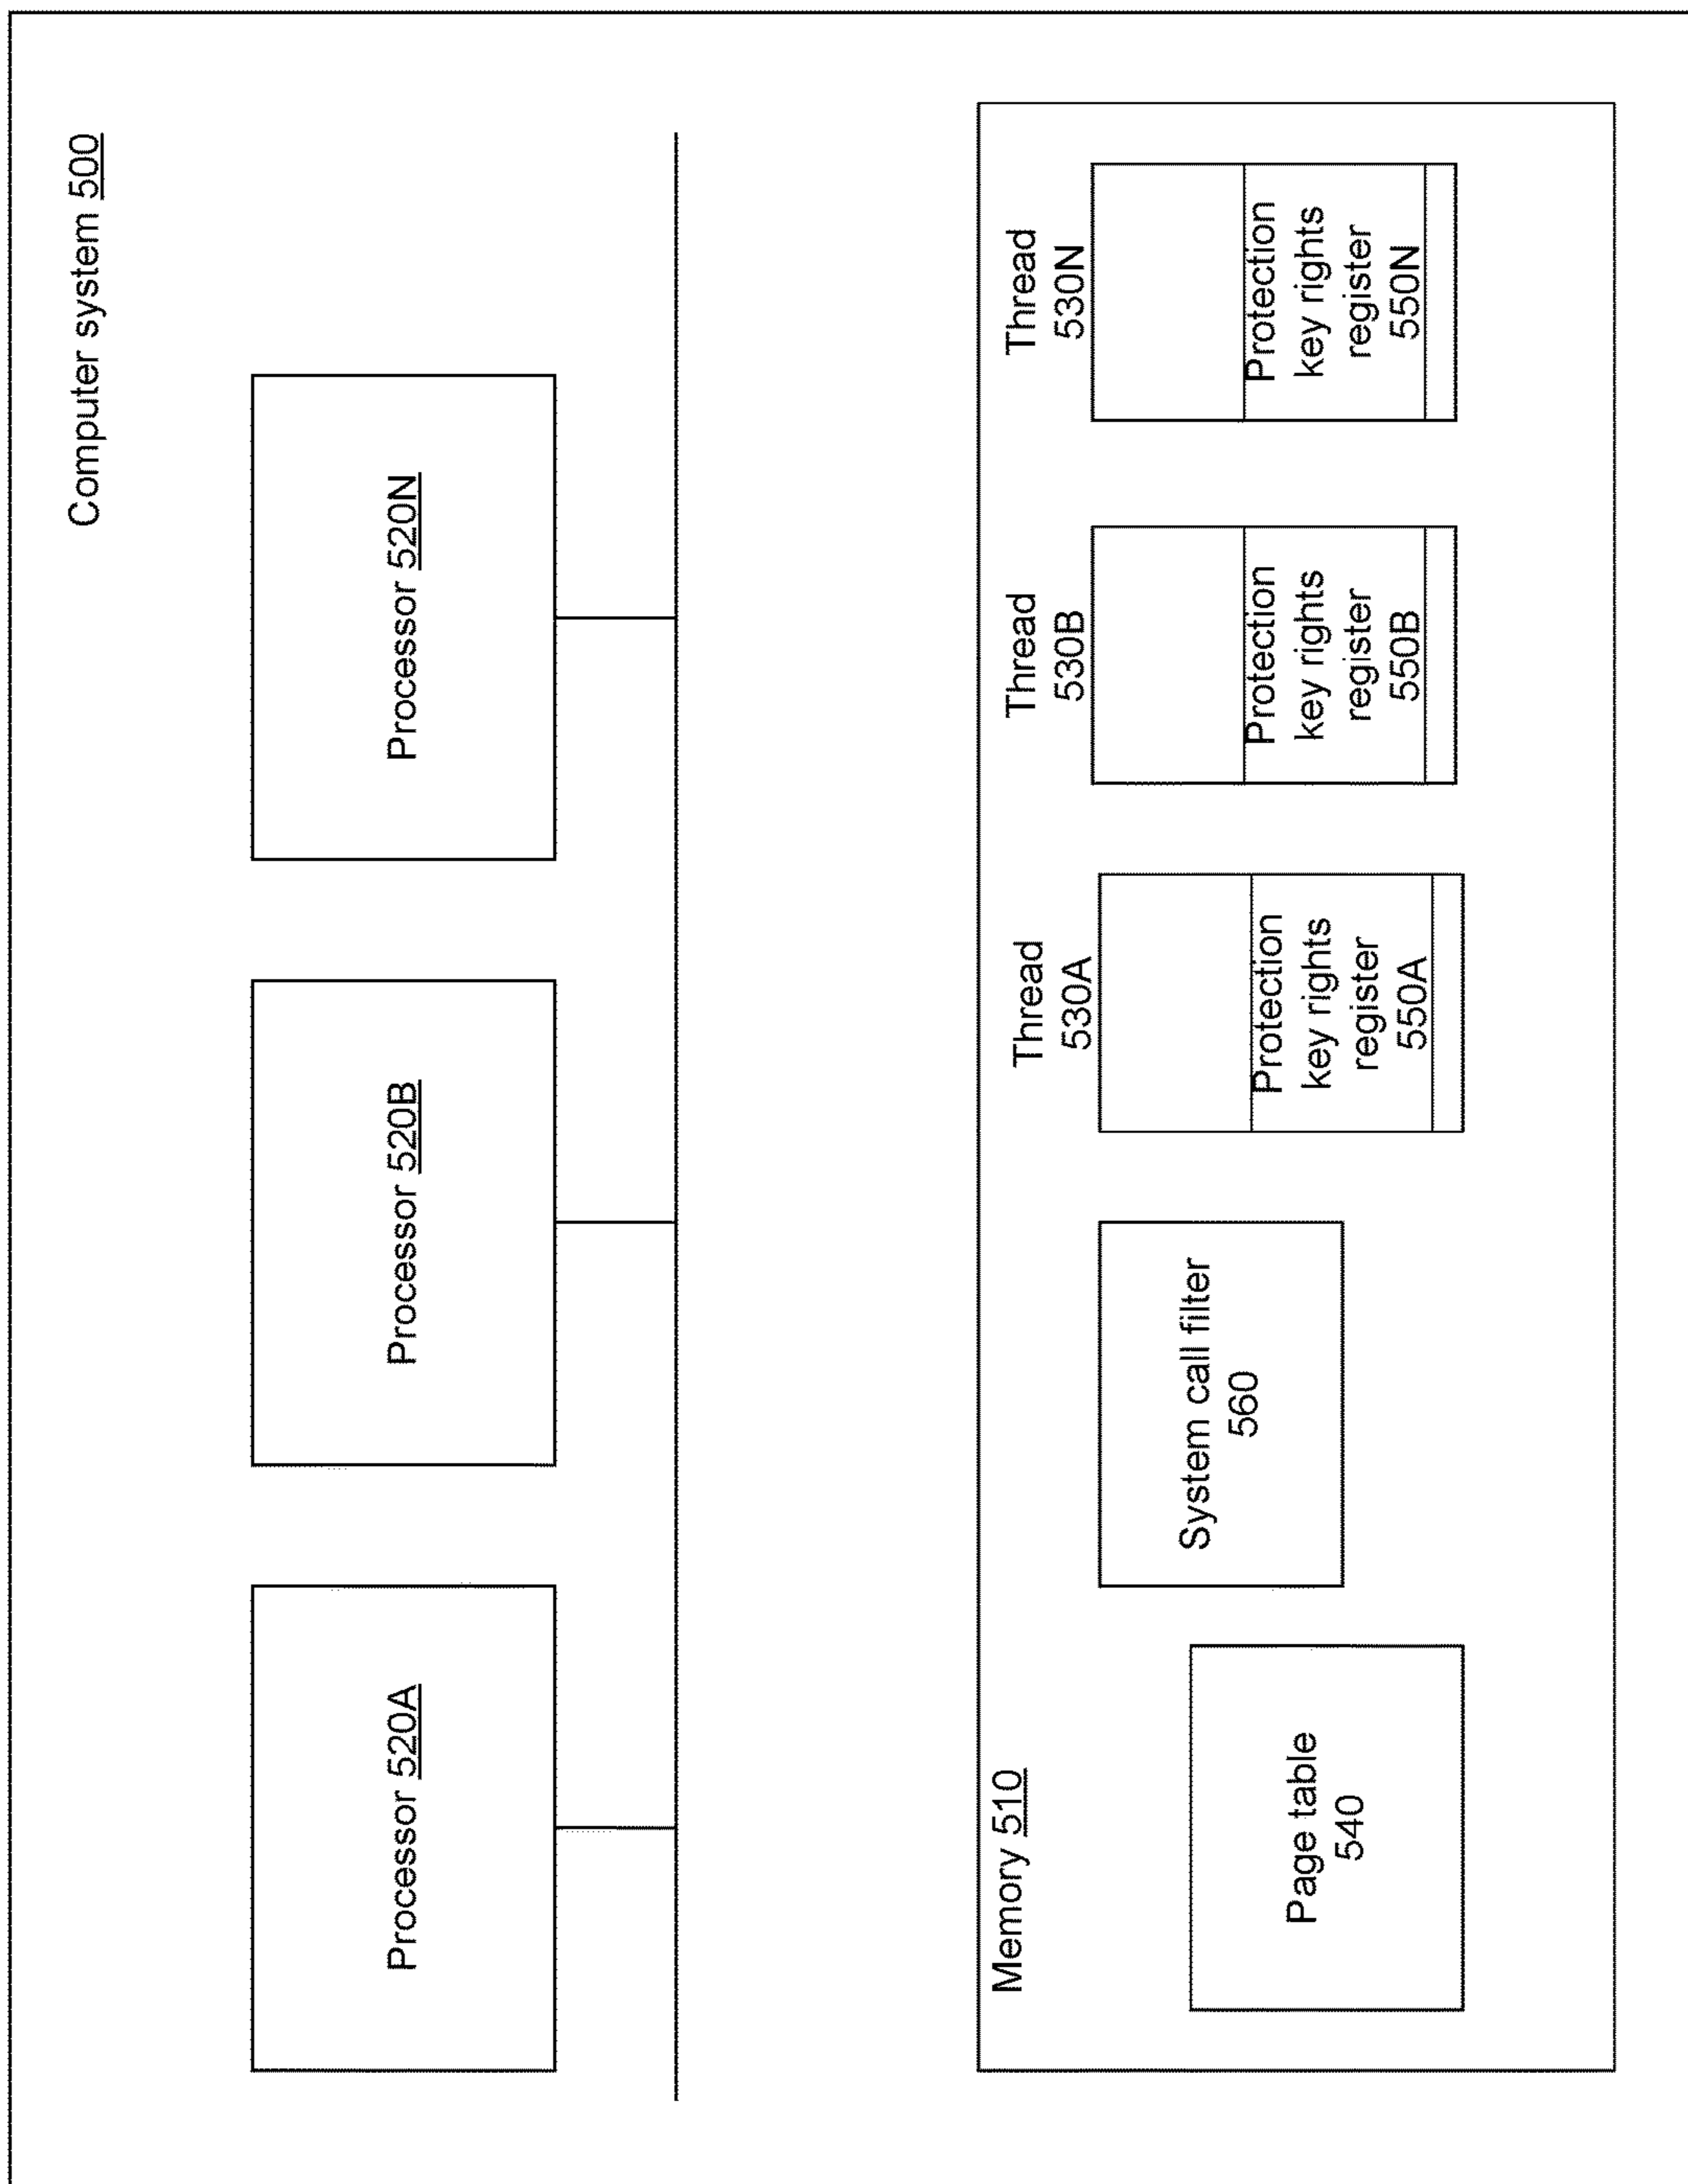 Computer system 500
Processor 520A
Processor 520B
Processor 520N
Memory 510
Page table
540
System call filter
560
Thread
530A
Protection
key rights
register
550A
Thread
530B
Protection
key rights
register
550B
Thread
530N
Protection
key rights
register
550N